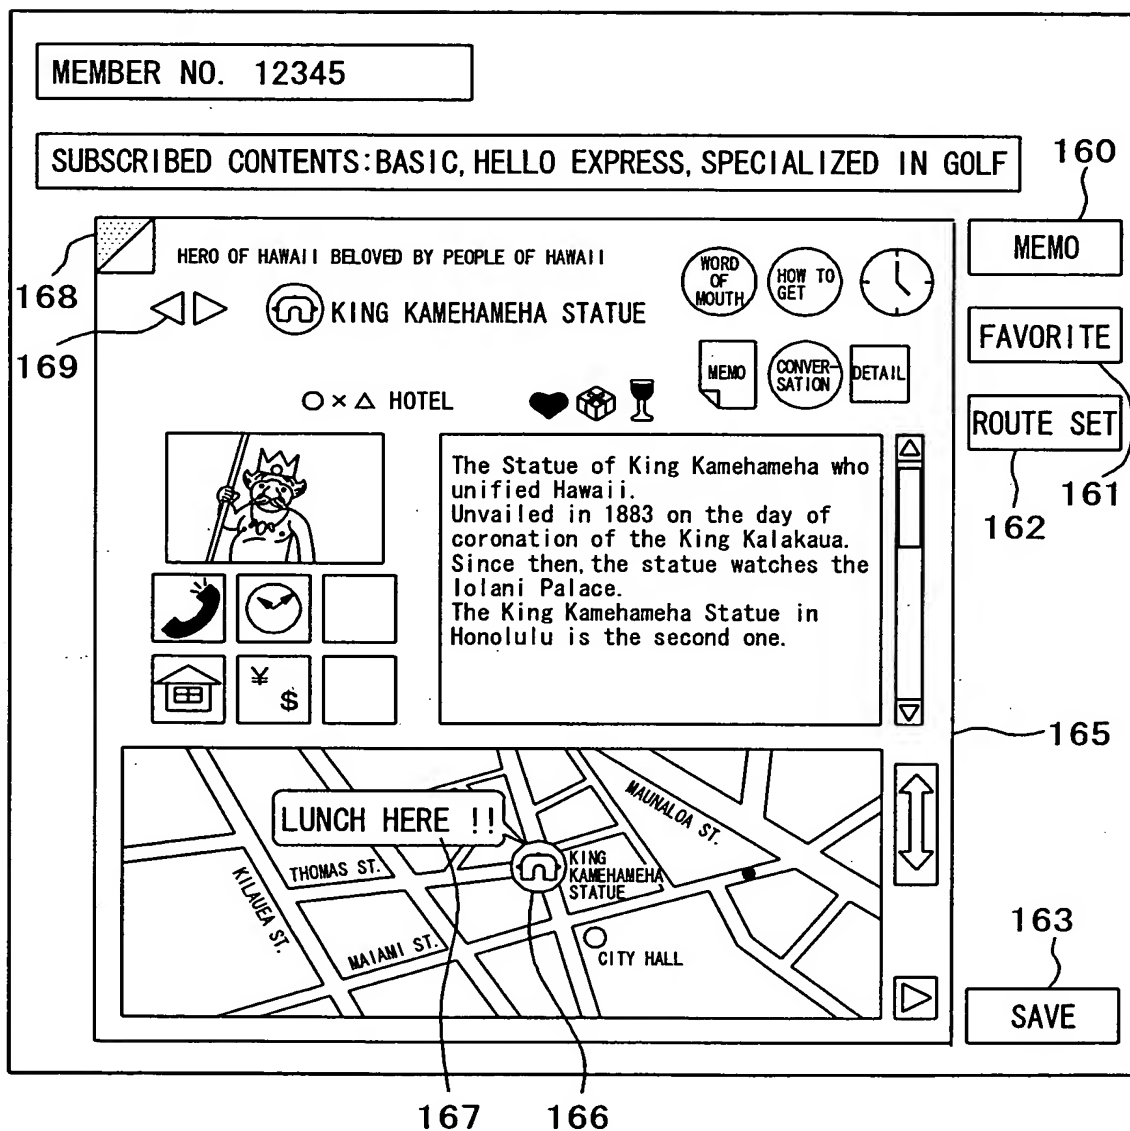 MEMBER NO. 12345
SUBSCRIBED CONTENTS:BASIC, HELLO EXPRESS, SPECIALIZED IN GOLF
160
MEMO
168
HERO OF HAWAII BELOVED BY PEOPLE OF HAWAII
WORD
OF
MOUTH
HOW TO
GET
169
KING KAMEHAMEHA STATUE
FAVORITE
161
MEMO
CONVER-
SATION
DETAIL
○×△ HOTEL
ROUTE SET
162
The Statue of King Kamehameha who
unified Hawaii.
Unvailed in 1883 on the day of
coronation of the King Kalakaua.
Since then, the statue watches the
Iolani Palace.
The King Kamehameha Statue in
Honolulu is the second one.
¥
$
165
LUNCH HERE !!
MAUNALOA ST.
THOMAS ST.
KING
KAMEHAMEHA
STATUE
KILAUEA ST.
MAIAMI ST.
CITY HALL
163
SAVE
167
166